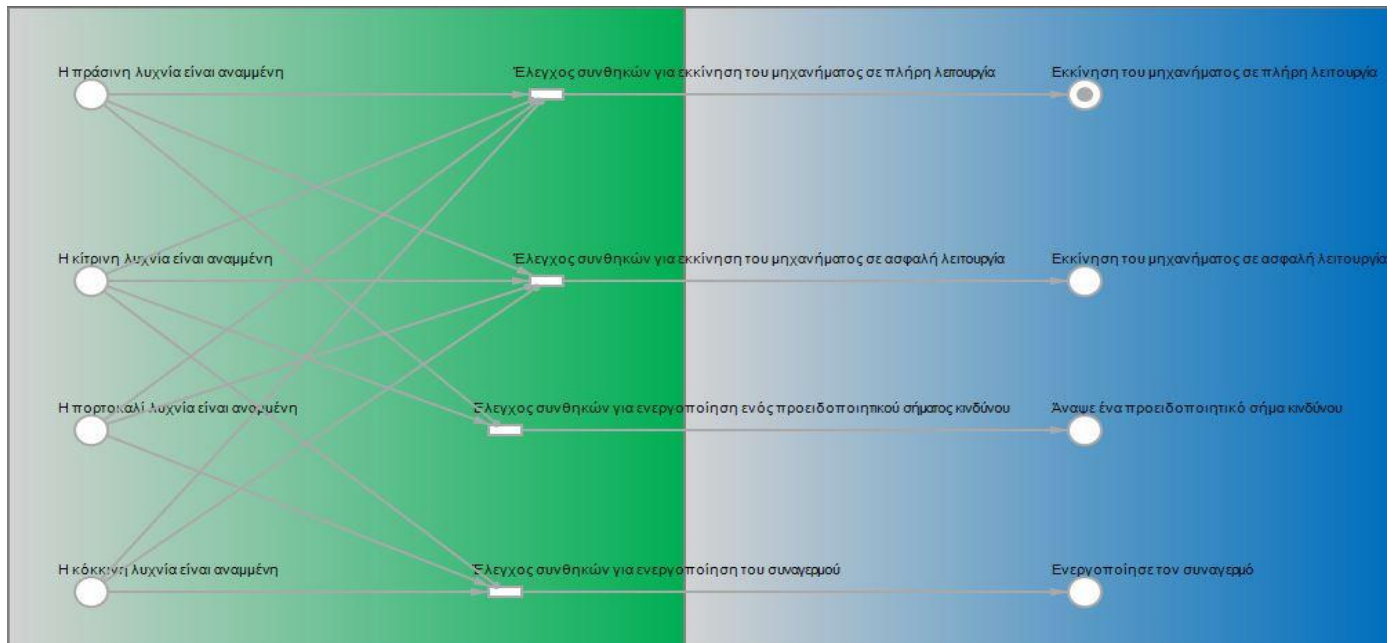 Η πράσινη λυχνία είναι αναμμένη
Έλεγχος συνθηκών για εκκίνηση του μηχανήματος σε πλήρη λειτουργία
Εκκίνηση του μηχανήματος σε πλήρη λειτουργία
Η κίτρινη λυχνία είναι αναμμένη
Έλεγχος συνθηκών για εκκίνηση του μηχανήματος σε ασφαλή λειτουργία
Εκκίνηση του μηχανήματος σε ασφαλή λειτουργία
Η πορτοκαλί λυχνία είναι αναμμένη
Έλεγχος συνθηκών για ενεργοποίηση ενός προειδοποιητικού σήματος κινδύνου
Άναψε ένα προειδοποιητικό σήμα κινδύνου
Η κόκκινη λυχνία είναι αναμμένη
Έλεγχος συνθηκών για ενεργοποίηση του συναγερμού
Ενεργοποίησε τον συναγερμό